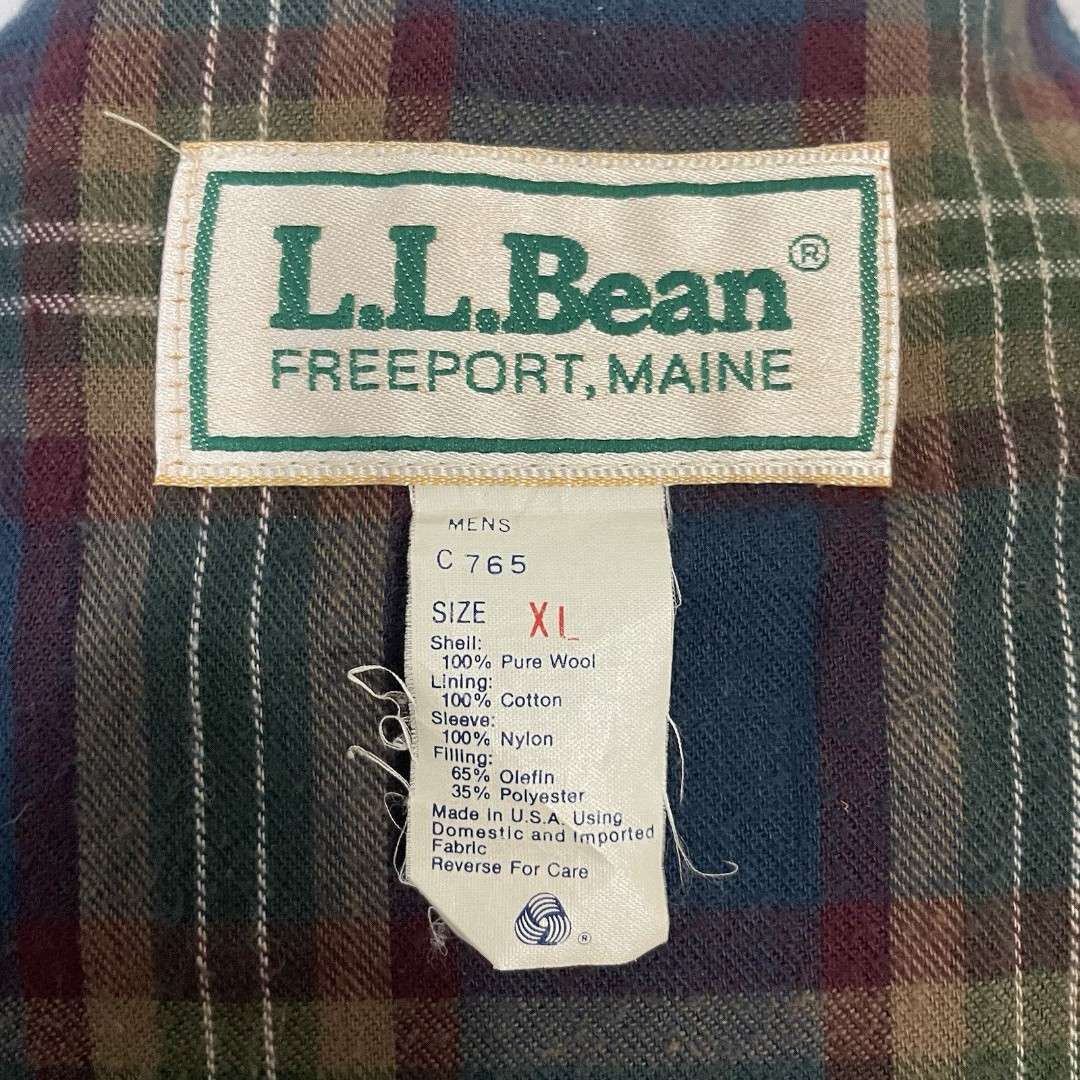 L.L.Bean®
FREEPORT, MAINE
MENS
C 765
SIZE XL
Shell:
100% Pure Wool
Lining:
100% Cotton
Sleeve:
100% Nylon
Filling:
65% Olefin
35% Polyester
Made in U.S.A. Using
Domestic and Imported
Fabric
Reverse For Care
®